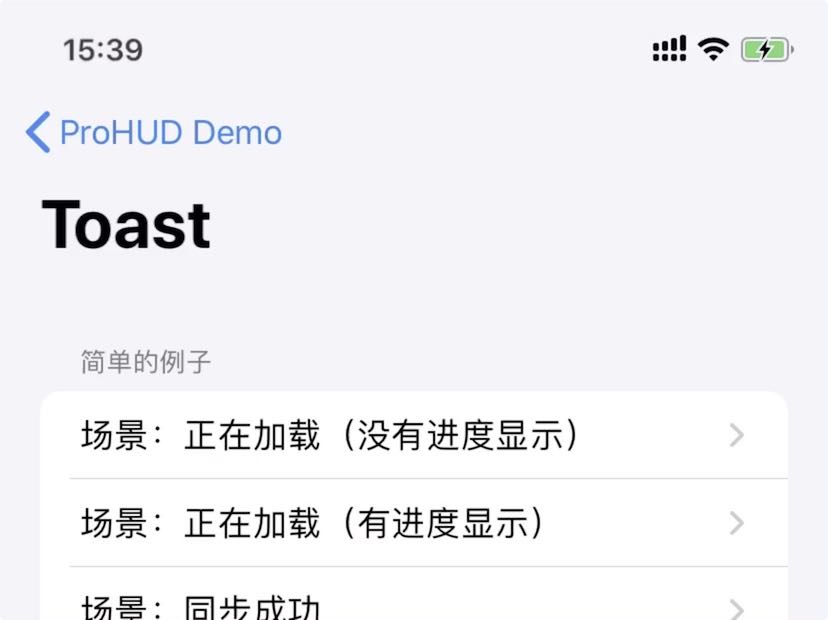 15:39
ProHUD Demo
Toast
简单的例子
场景：正在加载（没有进度显示）
场景：正在加载（有进度显示）
场景：同步成功